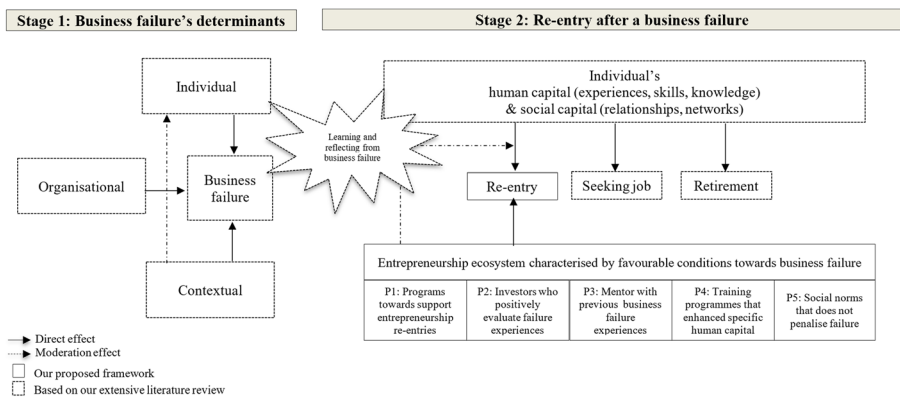 Stage 1: Business failure's determinants
Stage 2: Re-entry after a business failure
Individual
Organisational
Business
failure
Contextual
Learning and
reflecting from
business failure
Individual's
human capital (experiences, skills, knowledge)
& social capital (relationships, networks)
Re-entry
Seeking job
Retirement
Entrepreneurship ecosystem characterised by favourable conditions towards business failure
P1: Programs
towards support
entrepreneurship
re-entries
P2: Investors who
positively
evaluate failure
experiences
P3: Mentor with
previous business
failure
experiences
P4: Training
programmes that
enhanced specific
human capital
P5: Social norms
that does not
penalise failure
Direct effect
Moderation effect
Our proposed framework
Based on our extensive literature review